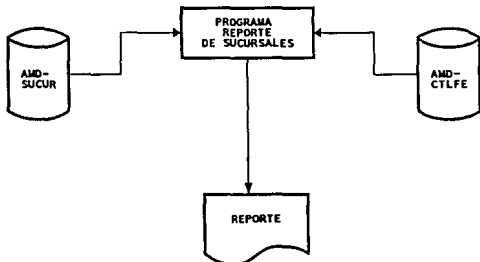 PROGRAMA
REPORTE
DE SUCURSALES
AMD-
SUCUR
AMD-
CTLFE
REPORTE